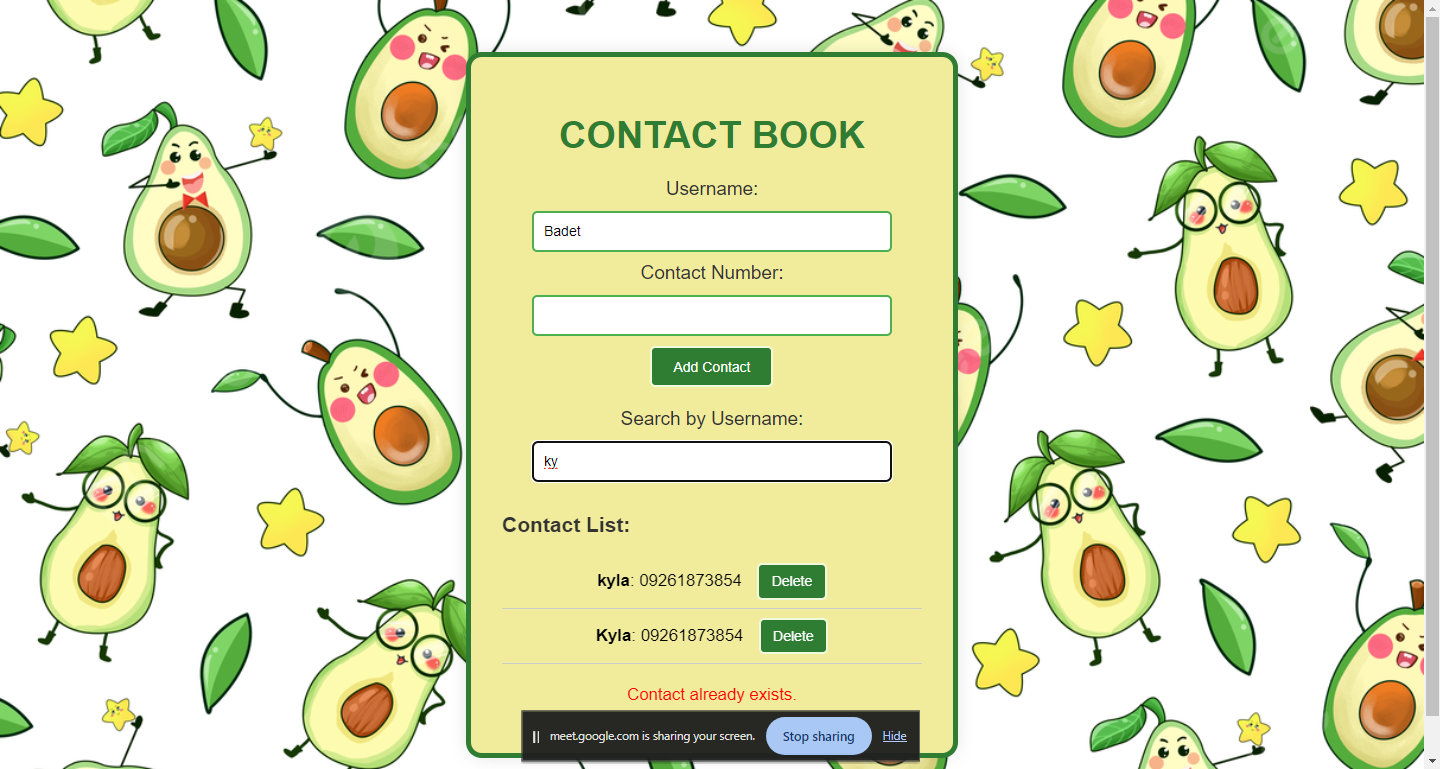 CONTACT BOOK
Username:
Badet
Contact Number:
Add Contact
Search by Username:
ky
Contact List:
kyla: 09261873854 Delete
Kyla: 09261873854 Delete
Contact already exists.
meet.google.com is sharing your screen. Stop sharing Hide